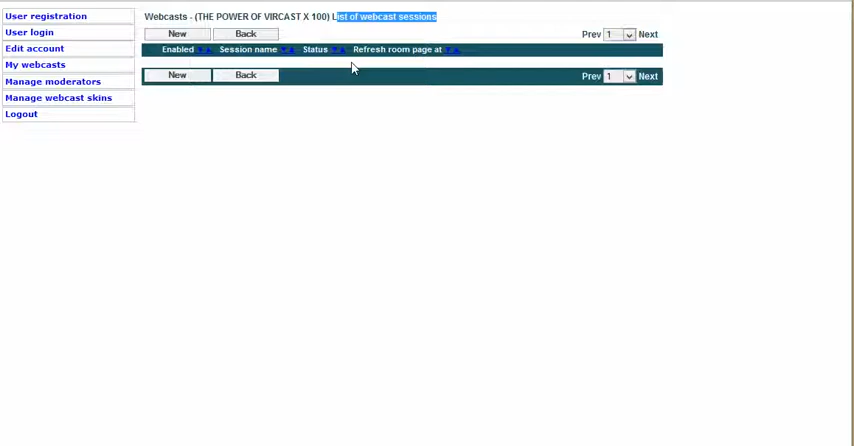 User registration
User login
Edit account
My webcasts
Manage moderators
Manage webcast skins
Logout
Webcasts - (THE POWER OF VIRCAST X 100) List of webcast sessions
New Back Prev 1 Next
Enabled Session name Status Refresh room page at
New Back Prev 1 Next